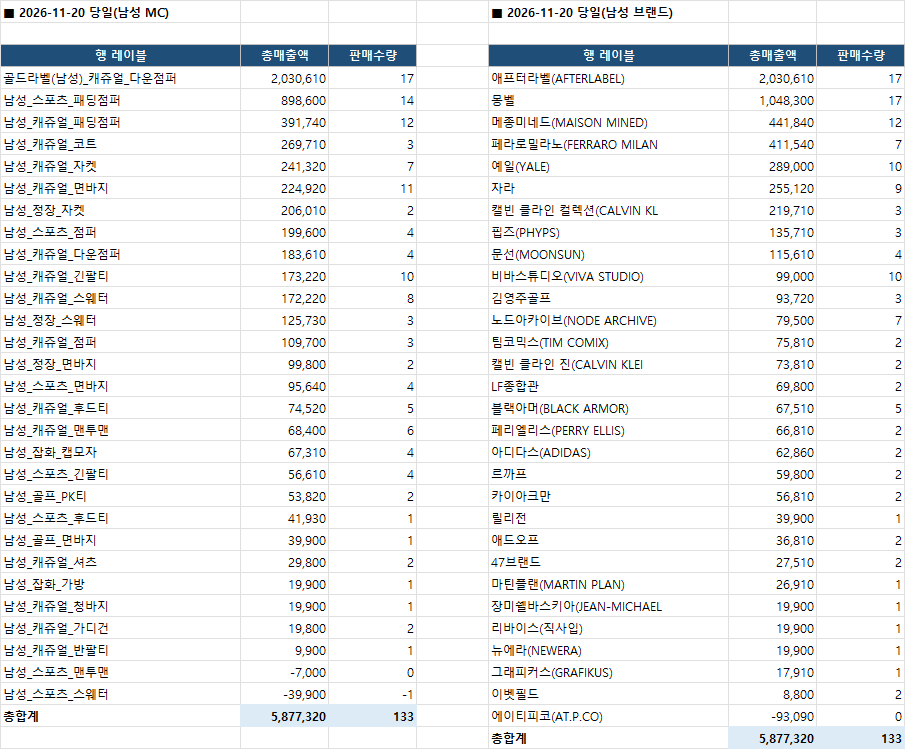 ■ 2026-11-20 당일(남성 MC)
행 레이블 총매출액 판매수량
골드라벨(남성)_캐쥬얼_다운점퍼 2,030,610 17
남성_스포츠_패딩점퍼 898,600 14
남성_캐쥬얼_패딩점퍼 391,740 12
남성_캐쥬얼_코트 269,710 3
남성_캐쥬얼_자켓 241,320 7
남성_캐쥬얼_면바지 224,920 11
남성_정장_자켓 206,010 2
남성_스포츠_점퍼 199,600 4
남성_캐쥬얼_다운점퍼 183,610 4
남성_캐쥬얼_긴팔티 173,220 10
남성_캐쥬얼_스웨터 172,220 8
남성_정장_스웨터 125,730 3
남성_캐쥬얼_점퍼 109,700 3
남성_정장_면바지 99,800 2
남성_스포츠_면바지 95,640 4
남성_캐쥬얼_후드티 74,520 5
남성_캐쥬얼_맨투맨 68,400 6
남성_잡화_캡모자 67,310 4
남성_스포츠_긴팔티 56,610 4
남성_골프_PK티 53,820 2
남성_스포츠_후드티 41,930 1
남성_골프_면바지 39,900 1
남성_캐쥬얼_셔츠 29,800 2
남성_잡화_가방 19,900 1
남성_캐쥬얼_청바지 19,900 1
남성_캐쥬얼_가디건 19,800 2
남성_캐쥬얼_반팔티 9,900 1
남성_스포츠_맨투맨 -7,000 0
남성_스포츠_스웨터 -39,900 -1
총합계 5,877,320 133
■ 2026-11-20 당일(남성 브랜드)
행 레이블 총매출액 판매수량
애프터라벨(AFTERLABEL) 2,030,610 17
몽벨 1,048,300 17
메종미네드(MAISON MINED) 441,840 12
페라로밀라노(FERRARO MILAN 411,540 7
예일(YALE) 289,000 10
자라 255,120 9
캘빈 클라인 컬렉션(CALVIN KL 219,710 3
핍즈(PHYPS) 135,710 3
문선(MOONSUN) 115,610 4
비바스튜디오(VIVA STUDIO) 99,000 10
김영주골프 93,720 3
노드아카이브(NODE ARCHIVE) 79,500 7
팀코믹스(TIM COMIX) 75,810 2
캘빈 클라인 진(CALVIN KLEI 73,810 2
LF종합관 69,800 2
블랙아머(BLACK ARMOR) 67,510 5
페리엘리스(PERRY ELLIS) 66,810 2
아디다스(ADIDAS) 62,860 2
르까프 59,800 2
카이아크만 56,810 2
릴리전 39,900 1
애드오프 36,810 2
47브랜드 27,510 2
마틴플랜(MARTIN PLAN) 26,910 1
장미쉘바스키아(JEAN-MICHAEL 19,900 1
리바이스(직사입) 19,900 1
뉴에라(NEWERA) 19,900 1
그래피커스(GRAFIKUS) 17,910 1
이벳필드 8,800 2
에이티피코(AT.P.CO) -93,090 0
총합계 5,877,320 133